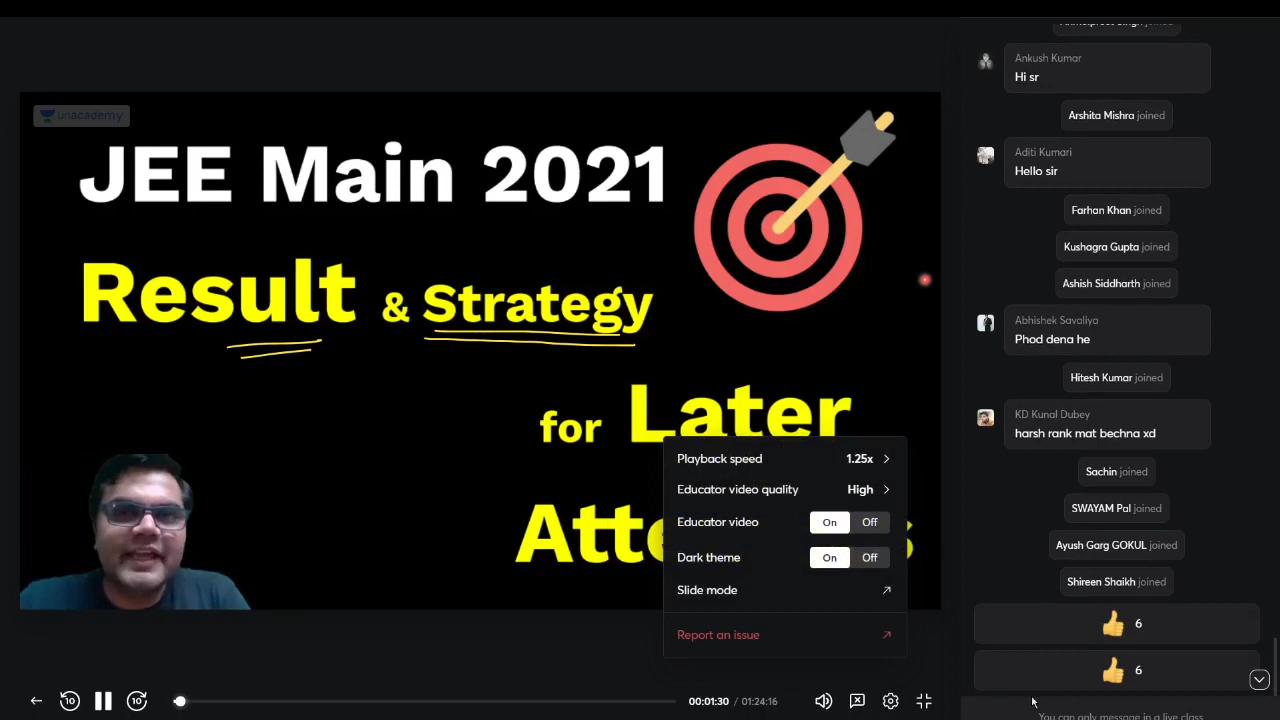 unacademy
JEE Main 2021
Result & Strategy
for Later
Playback speed 1.25x
Educator video quality High
Educator video On Off
Dark theme On Off
Slide mode
Report an issue
00:01:30 / 01:24:16
10
10
joined
Ankush Kumar
Hi sr
Arshita Mishra joined
Aditi Kumari
Hello sir
Farhan Khan joined
Kushagra Gupta joined
Ashish Siddharth joined
Abhishek Savaliya
Phod dena he
Hitesh Kumar joined
KD Kunal Dubey
harsh rank mat bechna xd
Sachin joined
SWAYAM Pal joined
Ayush Garg GOKUL joined
Shireen Shaikh joined
👍 6
👍 6
You can only message in a live class